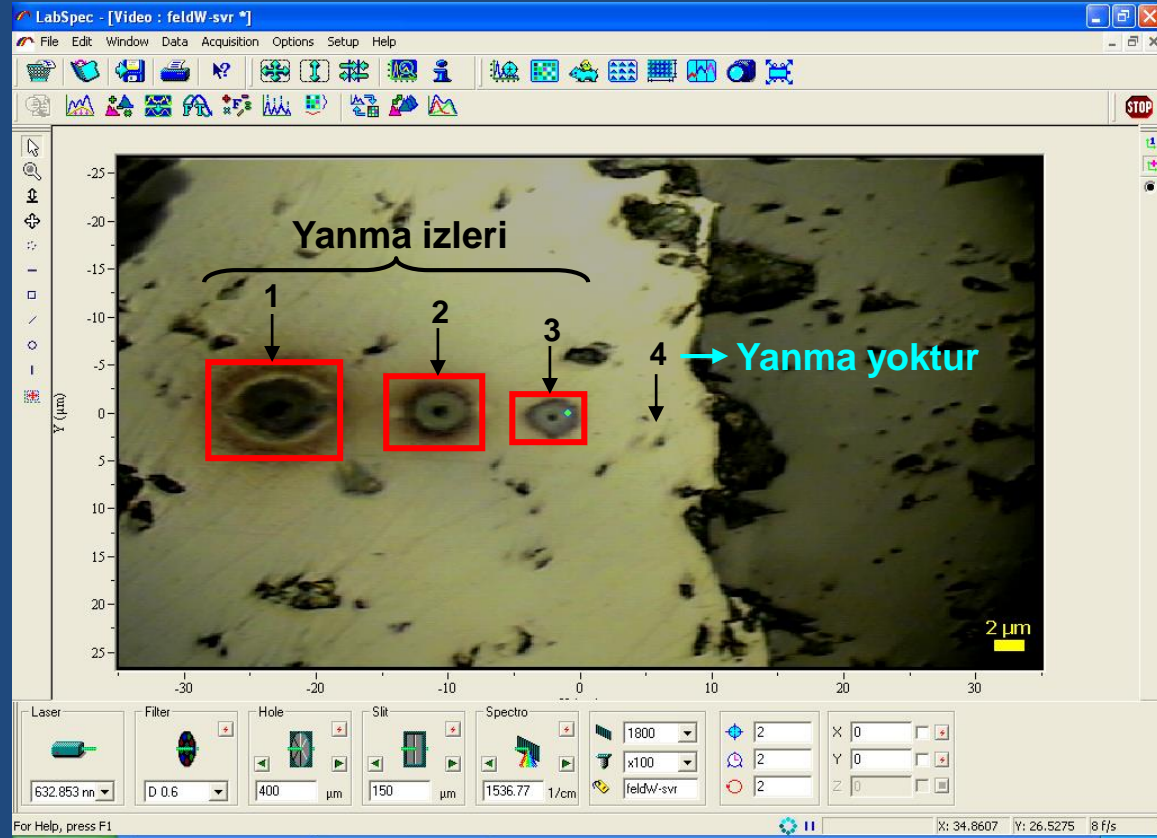 LabSpec - [Video : feldW-svr *]
File Edit Window Data Acquisition Options Setup Help
STOP
Yanma izleri
1
2
3
4
Yanma yoktur
-25
-20
-15
-10
-5
0
5
10
15
20
25
Y (µm)
2 µm
-30 -20 -10 0 10 20 30
Laser Filter Hole Slit Spectro
1800 2 X 0
x100 2 Y 0
632.853 nm D 0.6 400 µm 150 µm 1536.77 1/cm feldW-svr 2 Z 0
For Help, press F1 X: 34.8607 Y: 26.5275 8 f/s